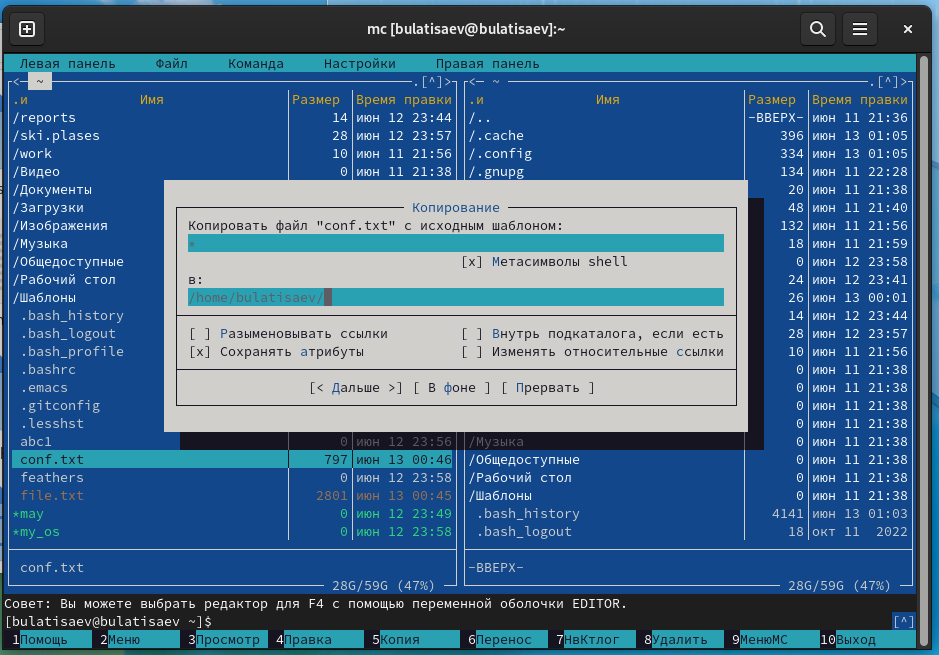 mc [bulatisaev@bulatisaev]:~
Левая панель Файл Команда Настройки Правая панель
<─ ~ .[^]> <─ ~ .[^]>
.и Имя Размер Время правки .и Имя Размер Время правки
/reports 14 июн 12 23:44 /.. -ВВЕРХ- июн 11 21:36
/ski.plases 28 июн 12 23:57 /.cache 396 июн 13 01:05
/work 10 июн 11 21:56 /.config 334 июн 13 01:05
/Видео 0 июн 11 21:38 /.gnupg 134 июн 11 22:28
/Документы 20 июн 11 21:38
/Загрузки Копирование 48 июн 11 21:40
/Изображения Копировать файл "conf.txt" с исходным шаблоном: 132 июн 11 21:56
/Музыка * 18 июн 11 21:59
/Общедоступные [x] Метасимволы shell 0 июн 12 23:58
/Рабочий стол в: 24 июн 12 23:41
/Шаблоны /home/bulatisaev/ 26 июн 13 00:01
.bash_history 14 июн 12 23:44
.bash_logout [ ] Разыменовывать ссылки [ ] Внутрь подкаталога, если есть 28 июн 12 23:57
.bash_profile [x] Сохранять атрибуты [ ] Изменять относительные ссылки 10 июн 11 21:56
.bashrc 0 июн 11 21:38
.emacs [< Дальше >] [ В фоне ] [ Прервать ] 0 июн 11 21:38
.gitconfig 0 июн 11 21:38
.lesshst 0 июн 11 21:38
abc1 0 июн 12 23:56 /Музыка 0 июн 11 21:38
conf.txt 797 июн 13 00:46 /Общедоступные 0 июн 11 21:38
feathers 0 июн 12 23:58 /Рабочий стол 0 июн 11 21:38
file.txt 2801 июн 13 00:45 /Шаблоны 0 июн 11 21:38
*may 0 июн 12 23:49 .bash_history 4141 июн 13 01:03
*my_os 0 июн 12 23:58 .bash_logout 18 окт 11 2022
conf.txt -ВВЕРХ-
28G/59G (47%) 28G/59G (47%)
Совет: Вы можете выбрать редактор для F4 с помощью переменной оболочки EDITOR.
[bulatisaev@bulatisaev ~]$ [^]
1Помощь 2Меню 3Просмотр 4Правка 5Копия 6Перенос 7НвКтлог 8Удалить 9МенюMC 10Выход